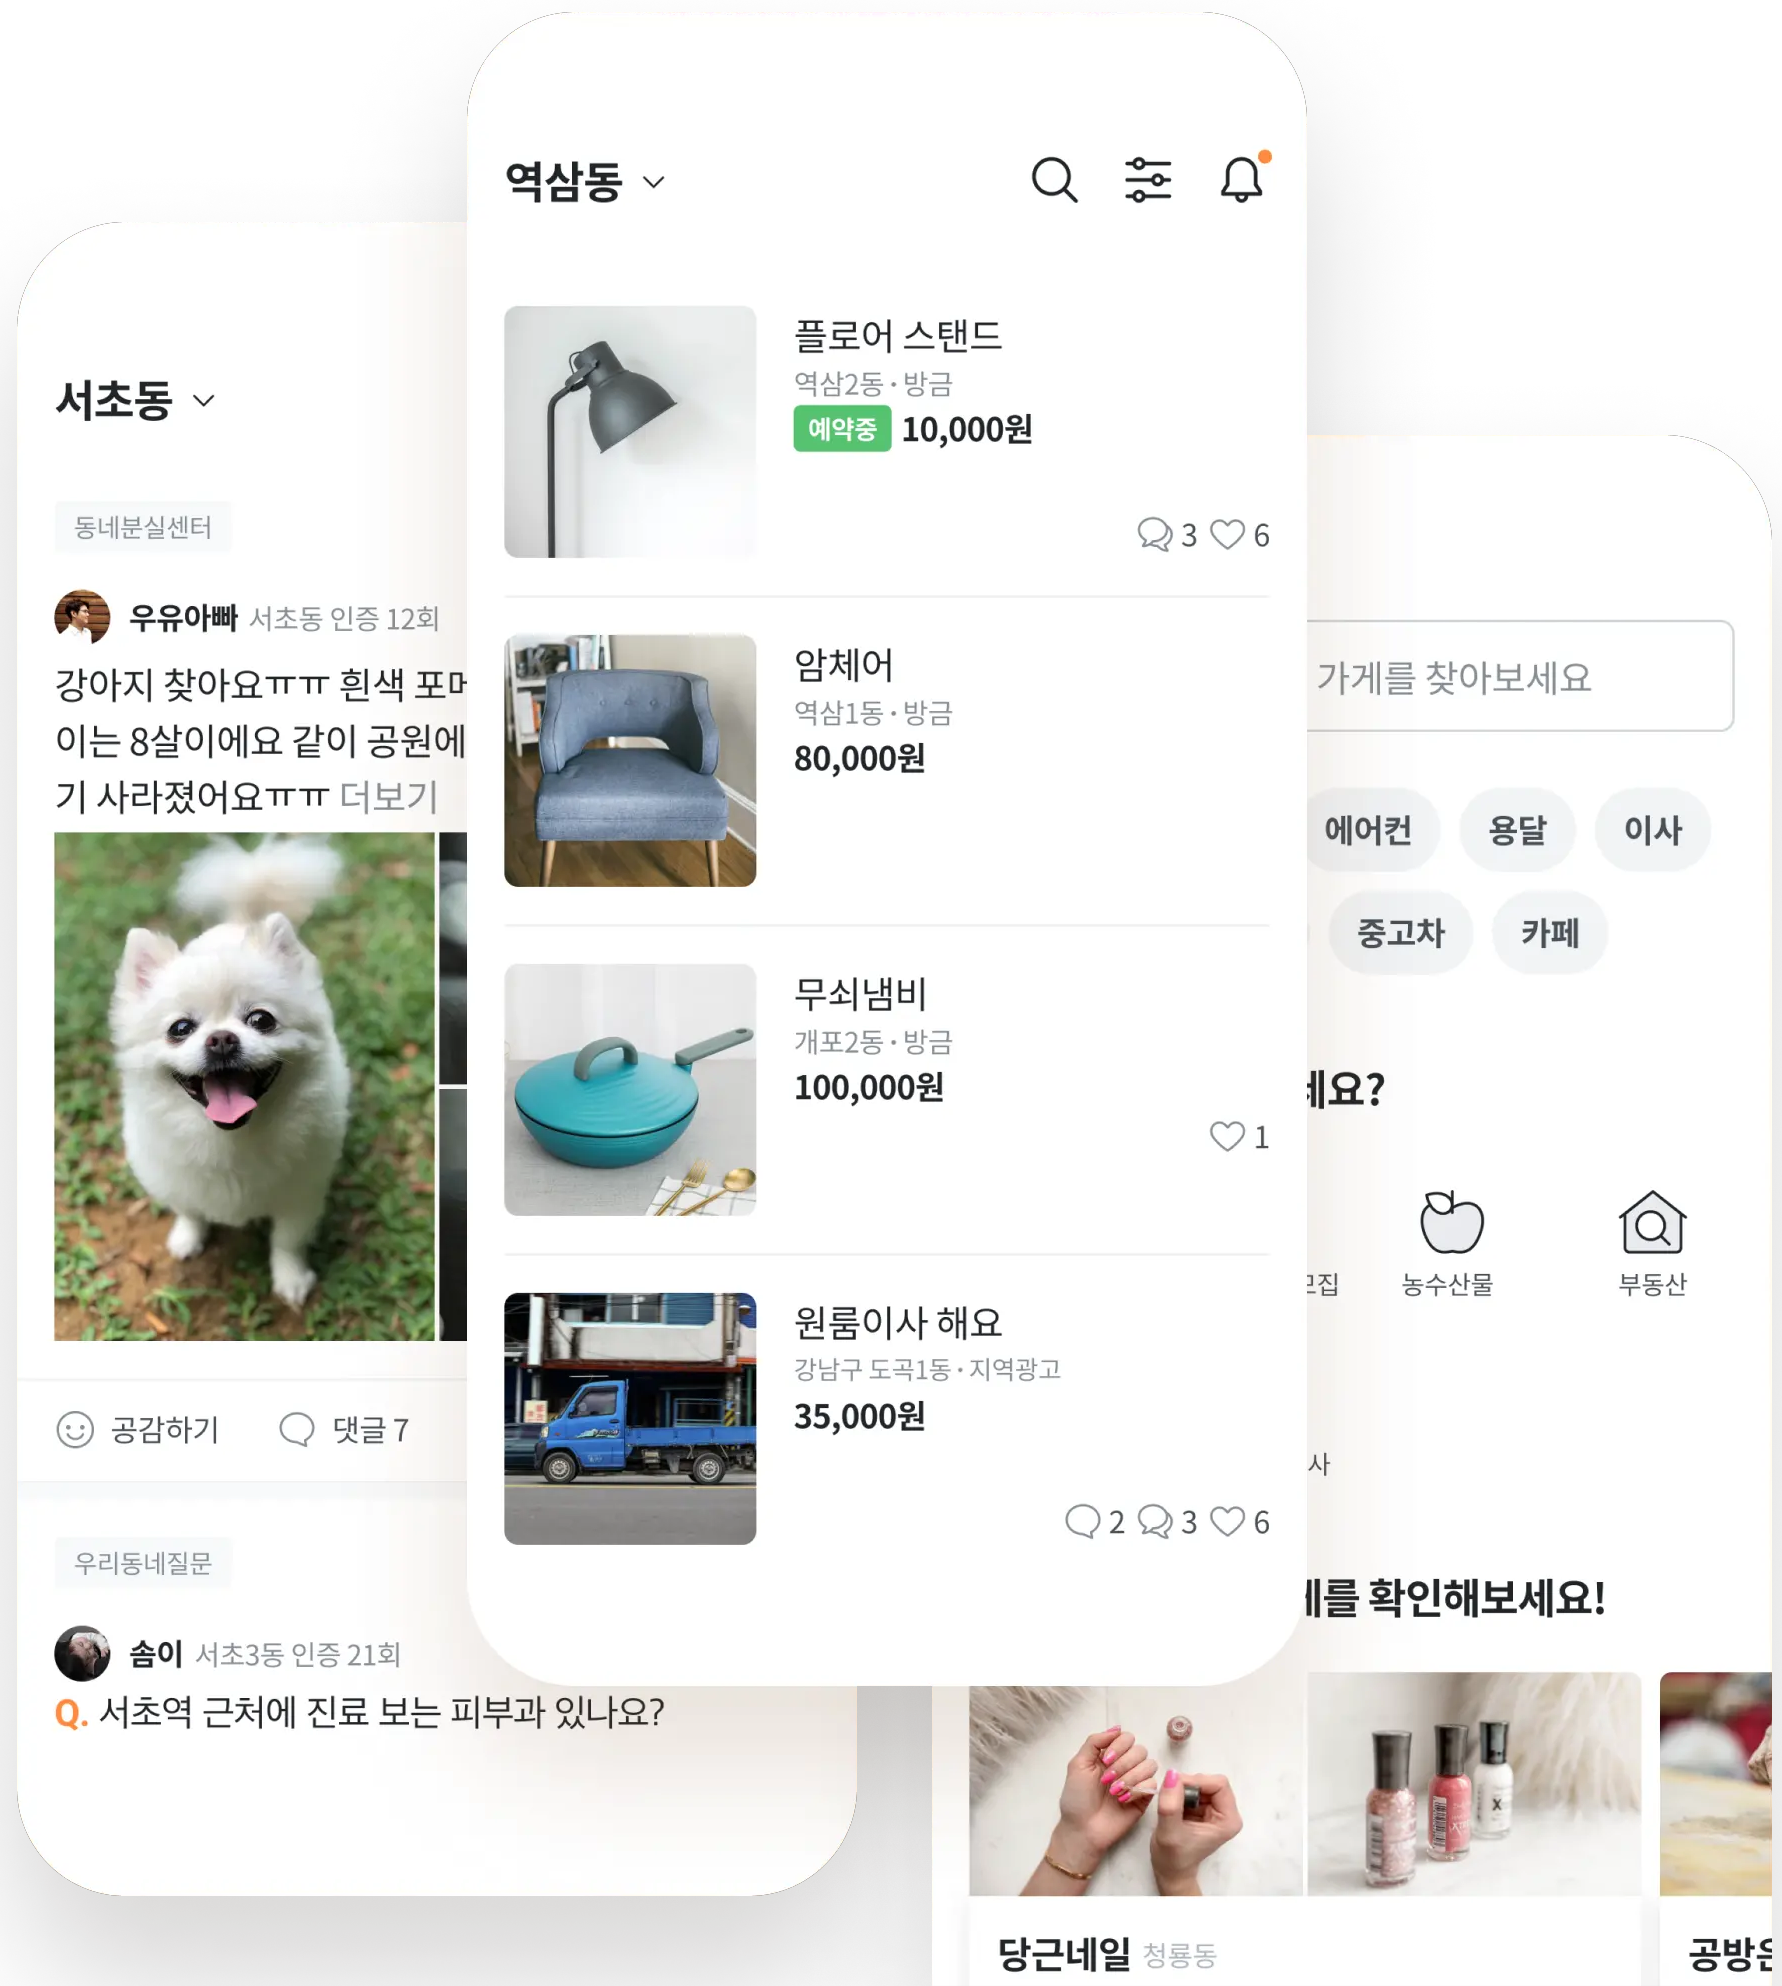 역삼동
플로어 스탠드
역삼2동 · 방금
예약중 10,000원
3 6
암체어
역삼1동 · 방금
80,000원
무쇠냄비
개포2동 · 방금
100,000원
1
원룸이사 해요
강남구 도곡1동 · 지역광고
35,000원
2 3 6
서초동
동네분실센터
우유아빠 서초동 인증 12회
강아지 찾아요ㅠㅠ 흰색
이는 8살이에요 같이 공원에
기 사라졌어요ㅠㅠ 더보기
공감하기 댓글 7
우리동네질문
솜이 서초3동 인증 21회
Q. 서초역 근처에 진료 보는 피부과 있나요?
가게를 찾아보세요
에어컨 용달 이사
중고차 카페
요?
집 농수산물 부동산
사
를 확인해보세요!
당근네일 청룡동
공방